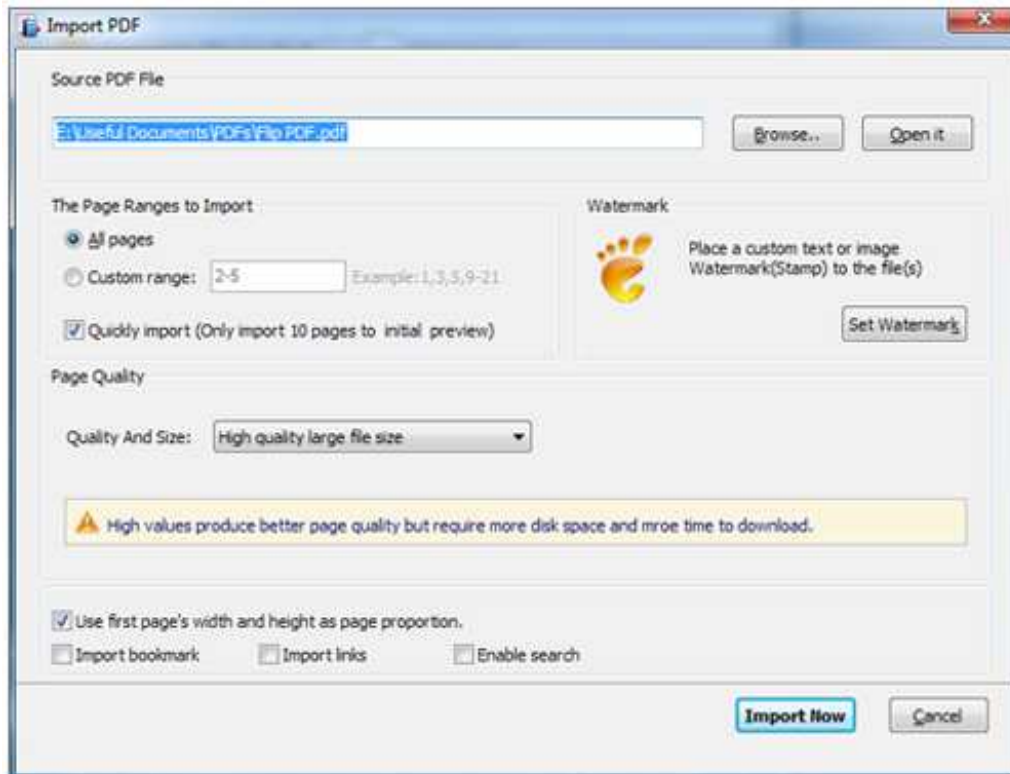 Import PDF
Source PDF File
E:\Useful Documents\PDFs\Flip PDF.pdf
Browse..
Open it
The Page Ranges to Import
All pages
Custom range:
2-5
Example:1,3,5,9-21
Quickly import (Only import 10 pages to initial preview)
Watermark
Place a custom text or image
Watermark(Stamp) to the file(s)
Set Watermark
Page Quality
Quality And Size:
High quality large file size
High values produce better page quality but require more disk space and mroe time to download.
Use first page's width and height as page proportion.
Import bookmark
Import links
Enable search
Import Now
Cancel